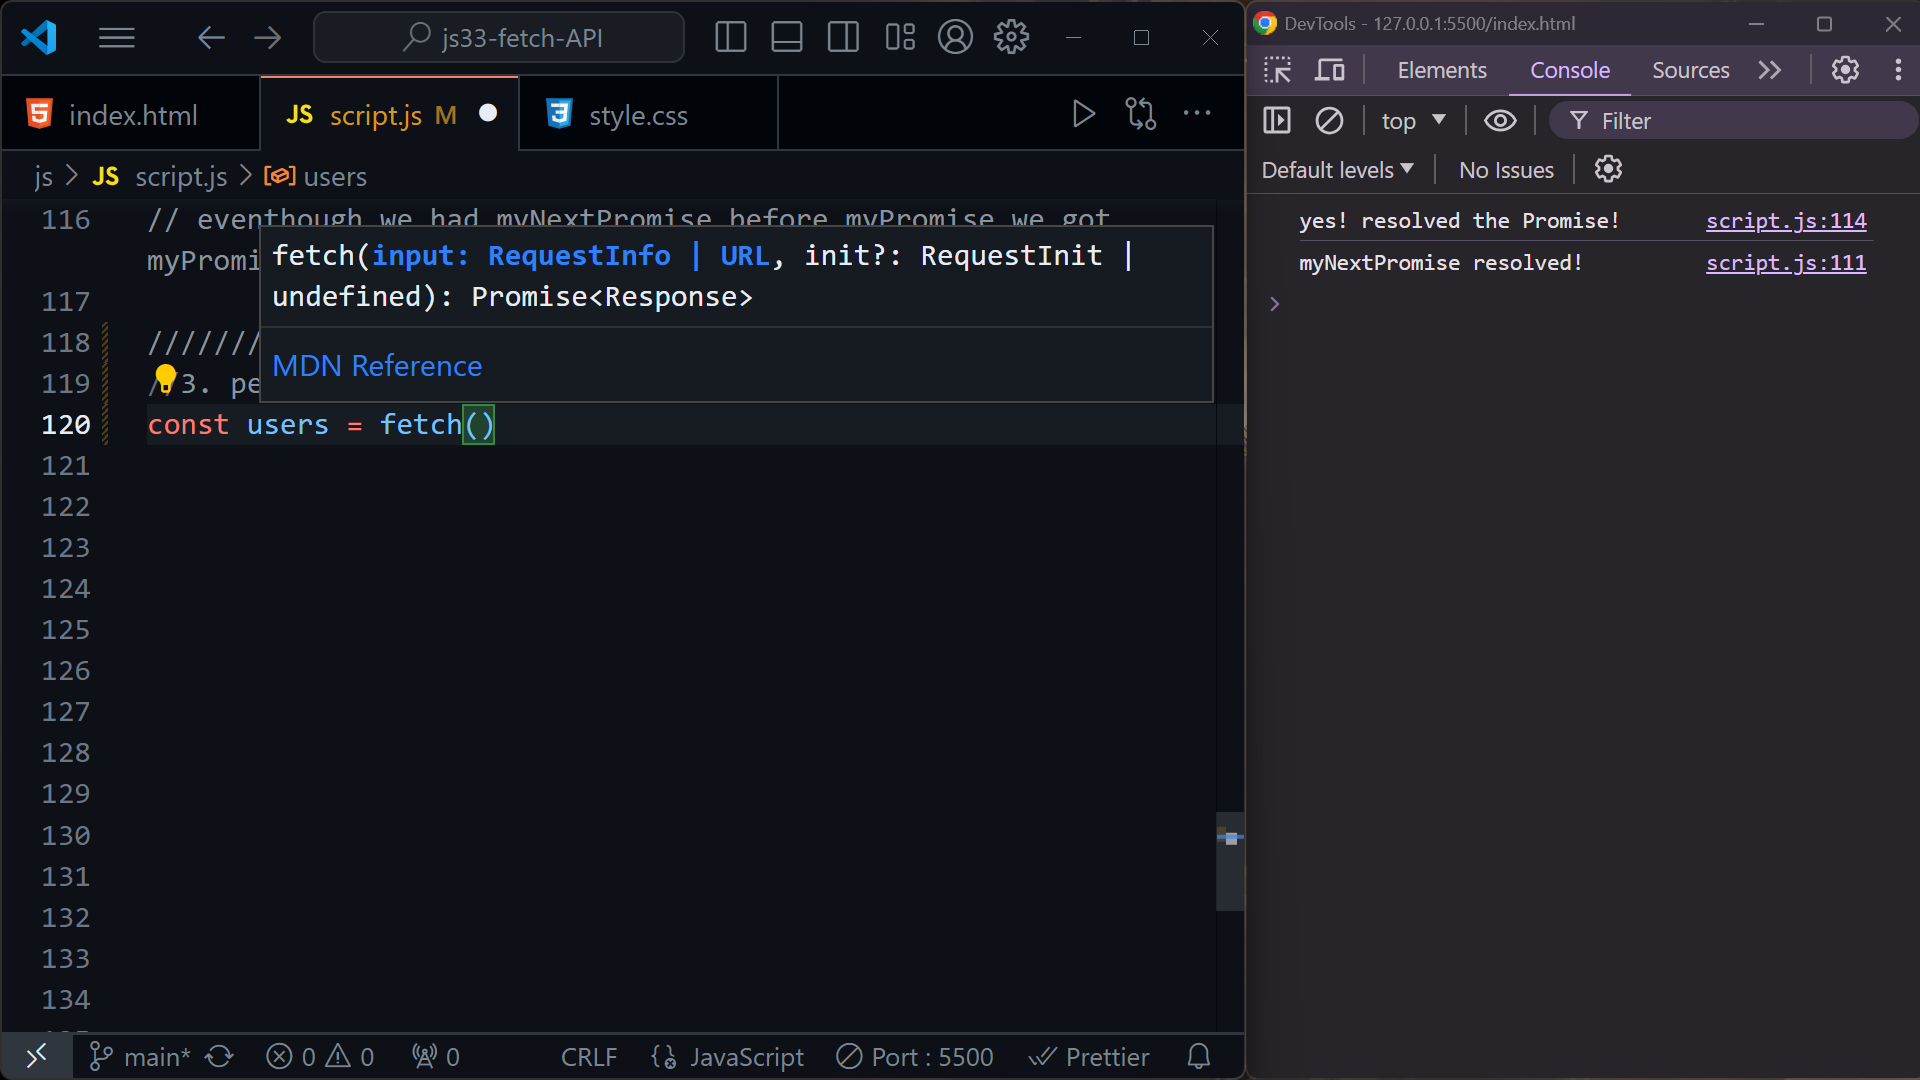 js33-fetch-API
index.html
JS script.js M
style.css
js > JS script.js > users
116 // eventhough we had myNextPromise before myPromise we got
myPromi
fetch(input: RequestInfo | URL, init?: RequestInit |
undefined): Promise<Response>
MDN Reference
117
118 ///////
119 //3. pe
120 const users = fetch()
121
122
123
124
125
126
127
128
129
130
131
132
133
134
main* 0 0 0 CRLF {} JavaScript Port : 5500 Prettier
DevTools - 127.0.0.1:5500/index.html
Elements Console Sources
top Filter
Default levels No Issues
yes! resolved the Promise! script.js:114
myNextPromise resolved! script.js:111
>